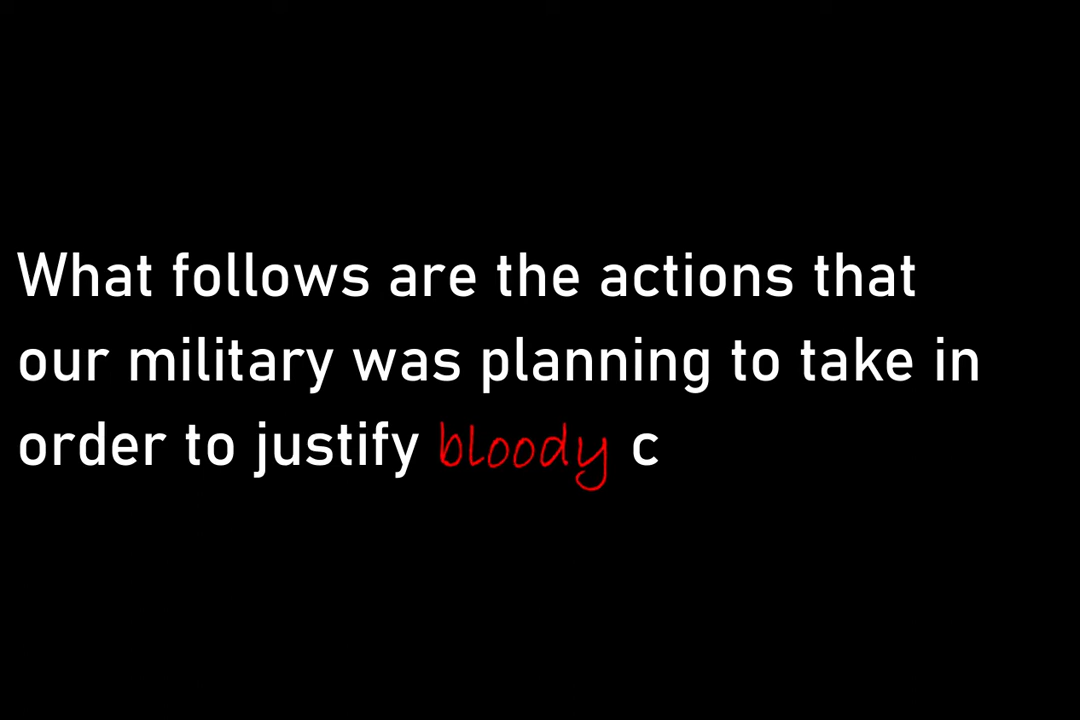 What follows are the actions that
our military was planning to take in
order to justify bloody c